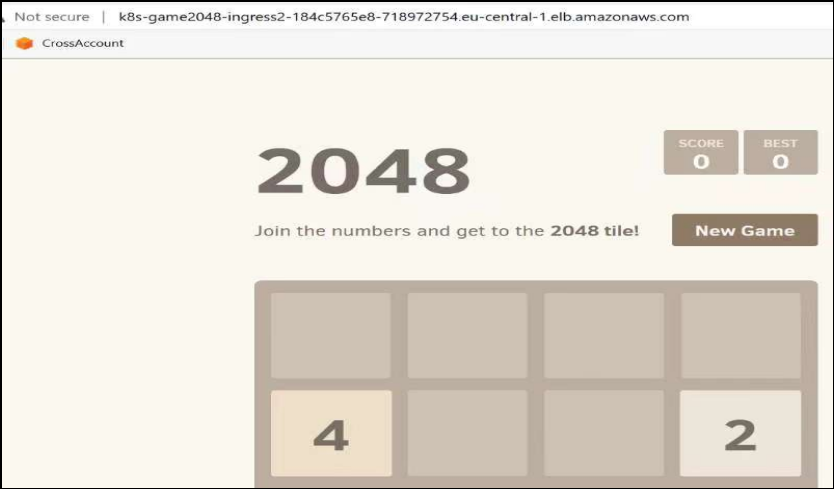 Not secure | k8s-game2048-ingress2-184c5765e8-718972754.eu-central-1.elb.amazonaws.com
CrossAccount
2048
SCORE
0
BEST
0
Join the numbers and get to the 2048 tile!
New Game
4
2